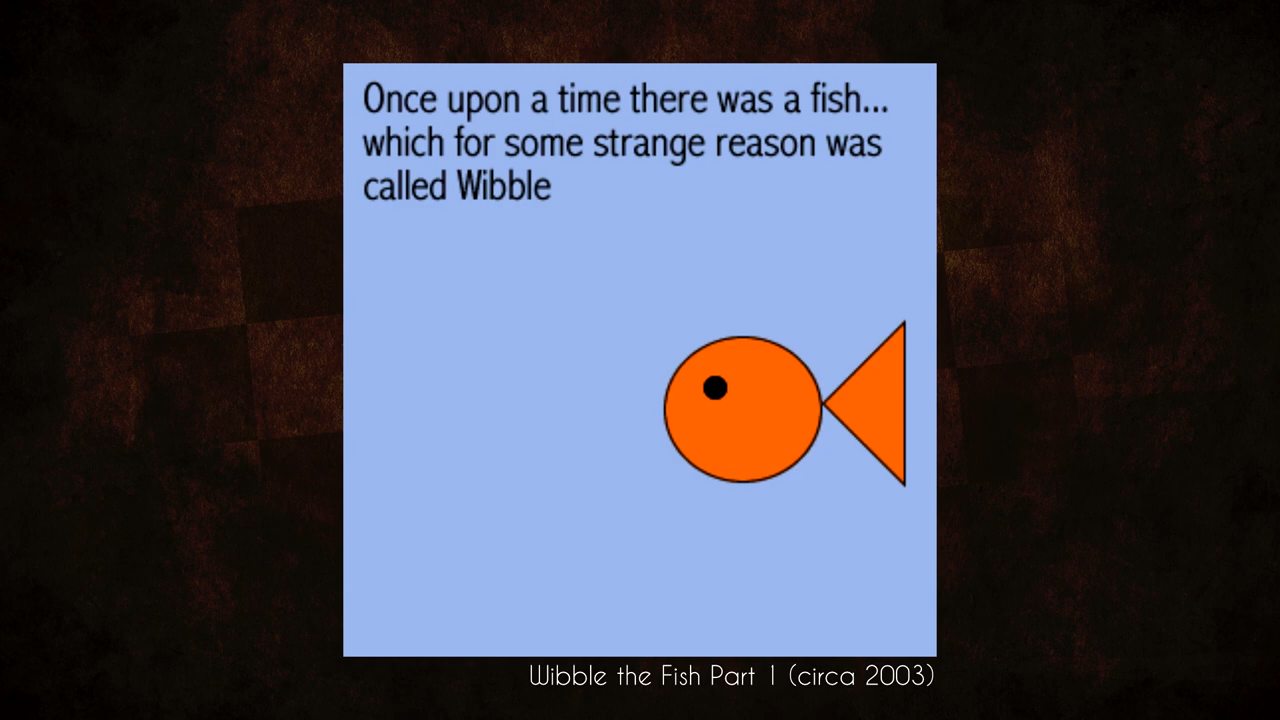 Once upon a time there was a fish...
which for some strange reason was
called Wibble
Wibble the Fish Part 1 (circa 2003)